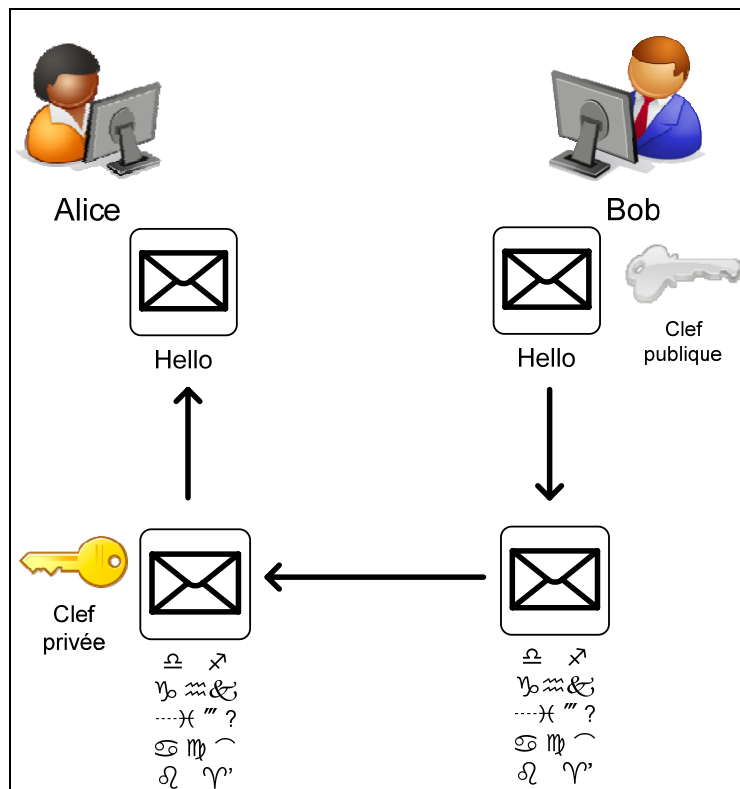 Alice
Bob
Hello
Hello
Clef
publique
Clef
privée
♎ ♐
♑♒&
┈♓ ‴ ?
♋ ♍ ⌒
♌ ♈’
♎ ♐
♑♒&
┈♓ ‴ ?
♋ ♍ ⌒
♌ ♈’